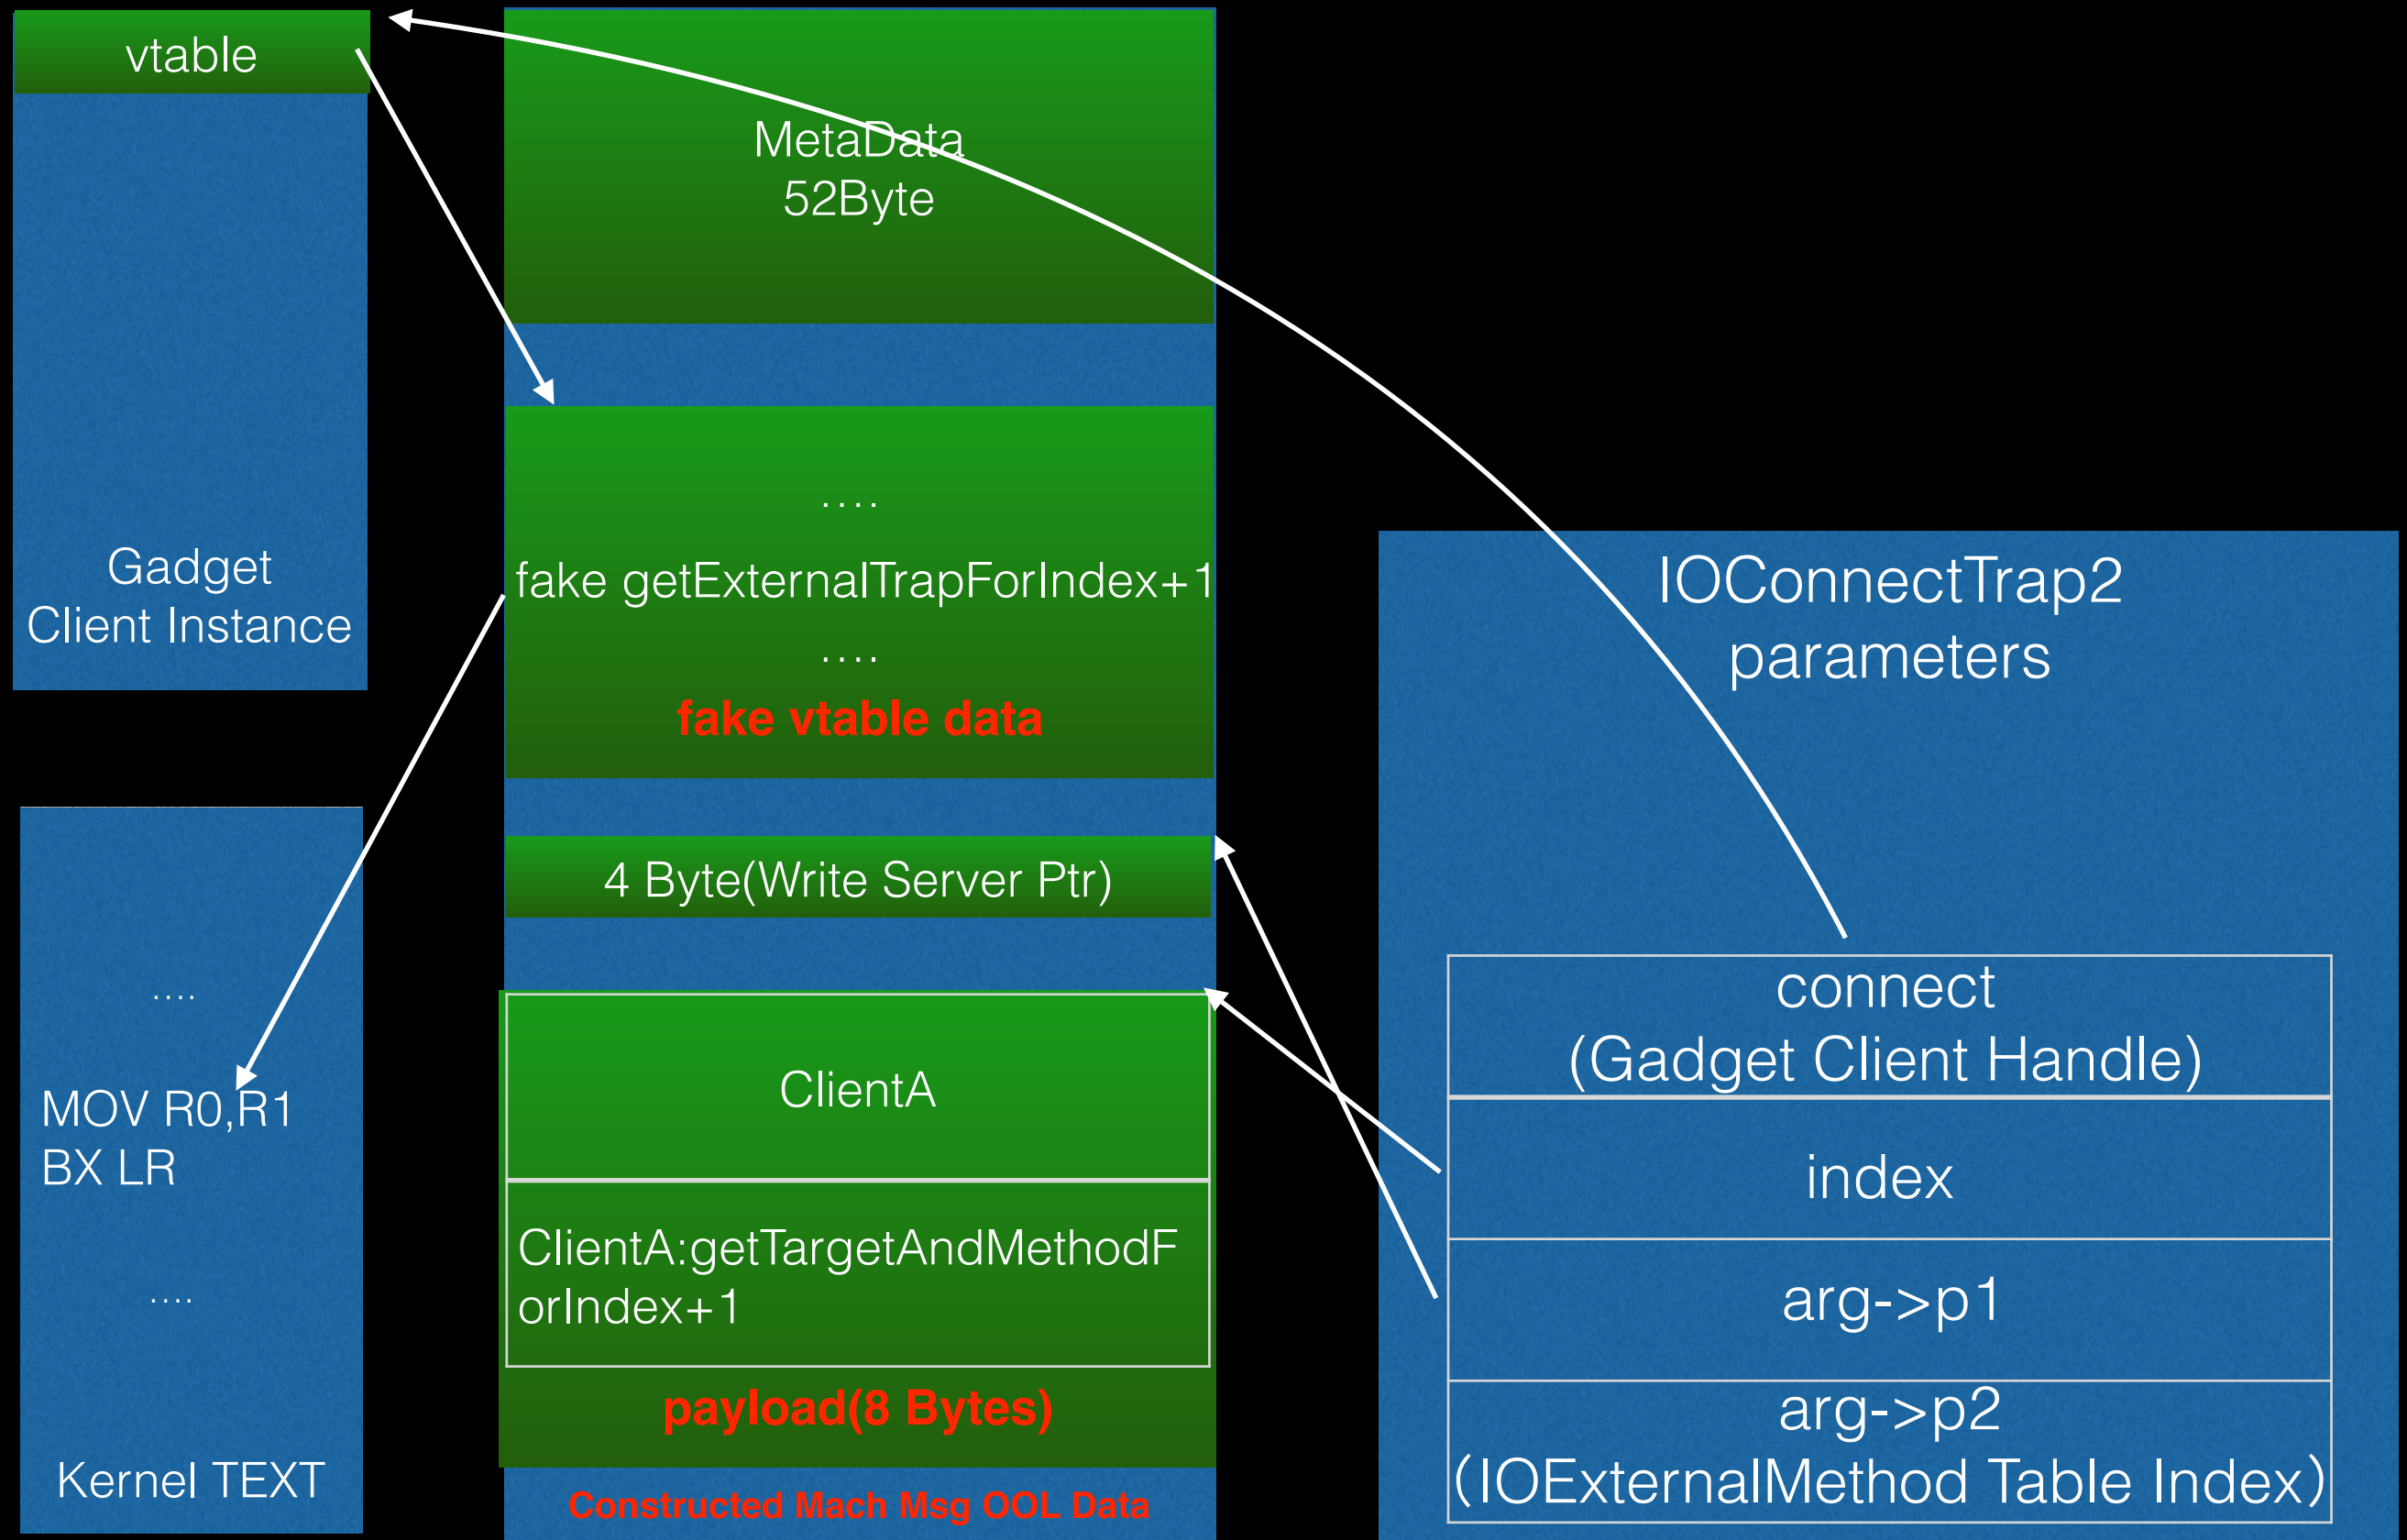 vtable
Gadget
Client Instance
....
MOV R0,R1
BX LR
....
Kernel TEXT
MetaData
52Byte
....
fake getExternalTrapForIndex+1
....
fake vtable data
4 Byte(Write Server Ptr)
ClientA
ClientA:getTargetAndMethodF
orIndex+1
payload(8 Bytes)
Constructed Mach Msg OOL Data
IOConnectTrap2
parameters
connect
(Gadget Client Handle)
index
arg->p1
arg->p2
(IOExternalMethod Table Index)